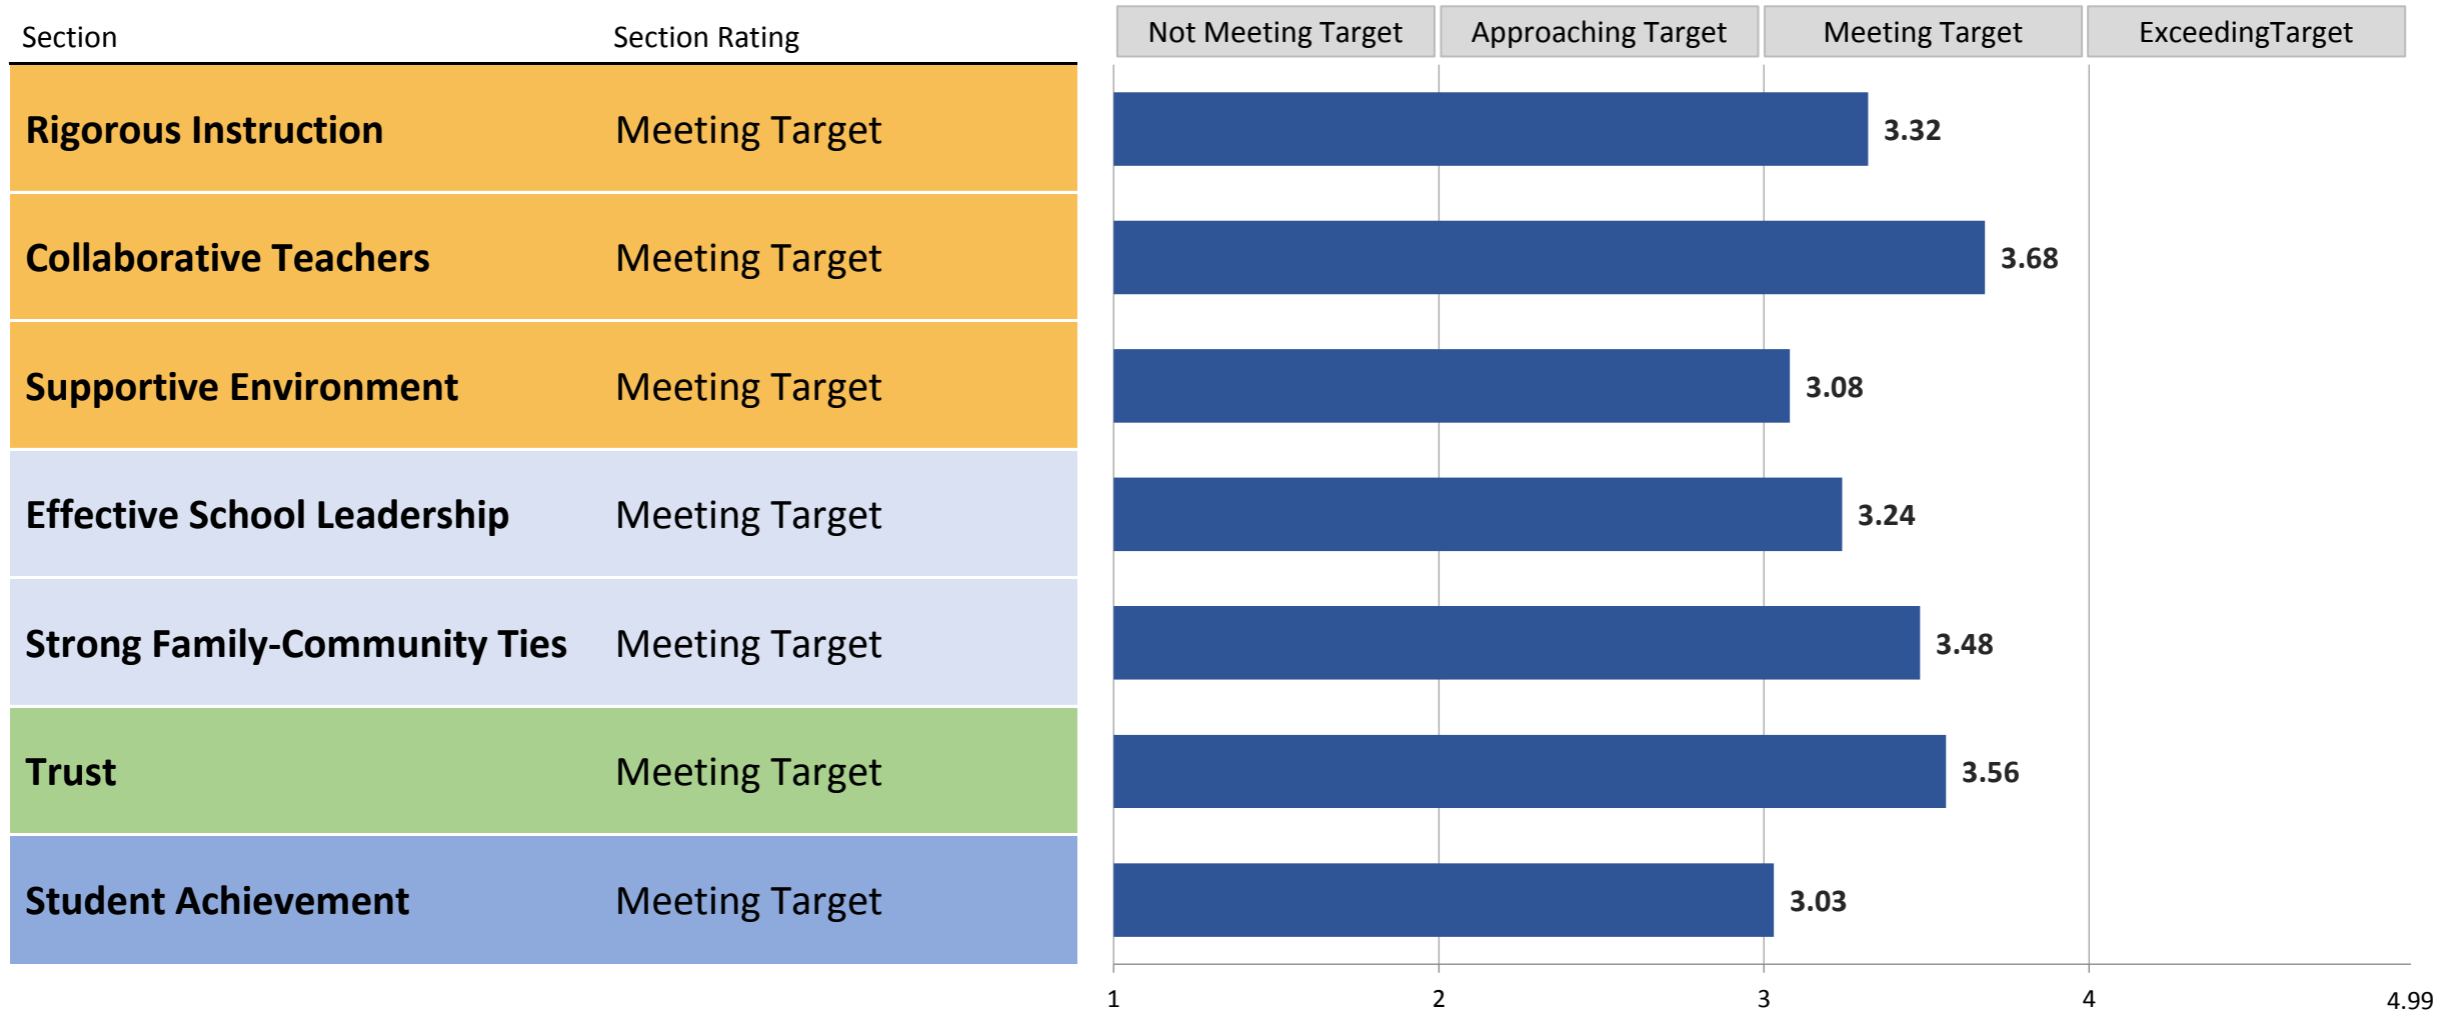 Section Section Rating Not Meeting Target Approaching Target Meeting Target ExceedingTarget
Rigorous Instruction Meeting Target 3.32
Collaborative Teachers Meeting Target 3.68
Supportive Environment Meeting Target 3.08
Effective School Leadership Meeting Target 3.24
Strong Family-Community Ties Meeting Target 3.48
Trust Meeting Target 3.56
Student Achievement Meeting Target 3.03
1 2 3 4 4.99